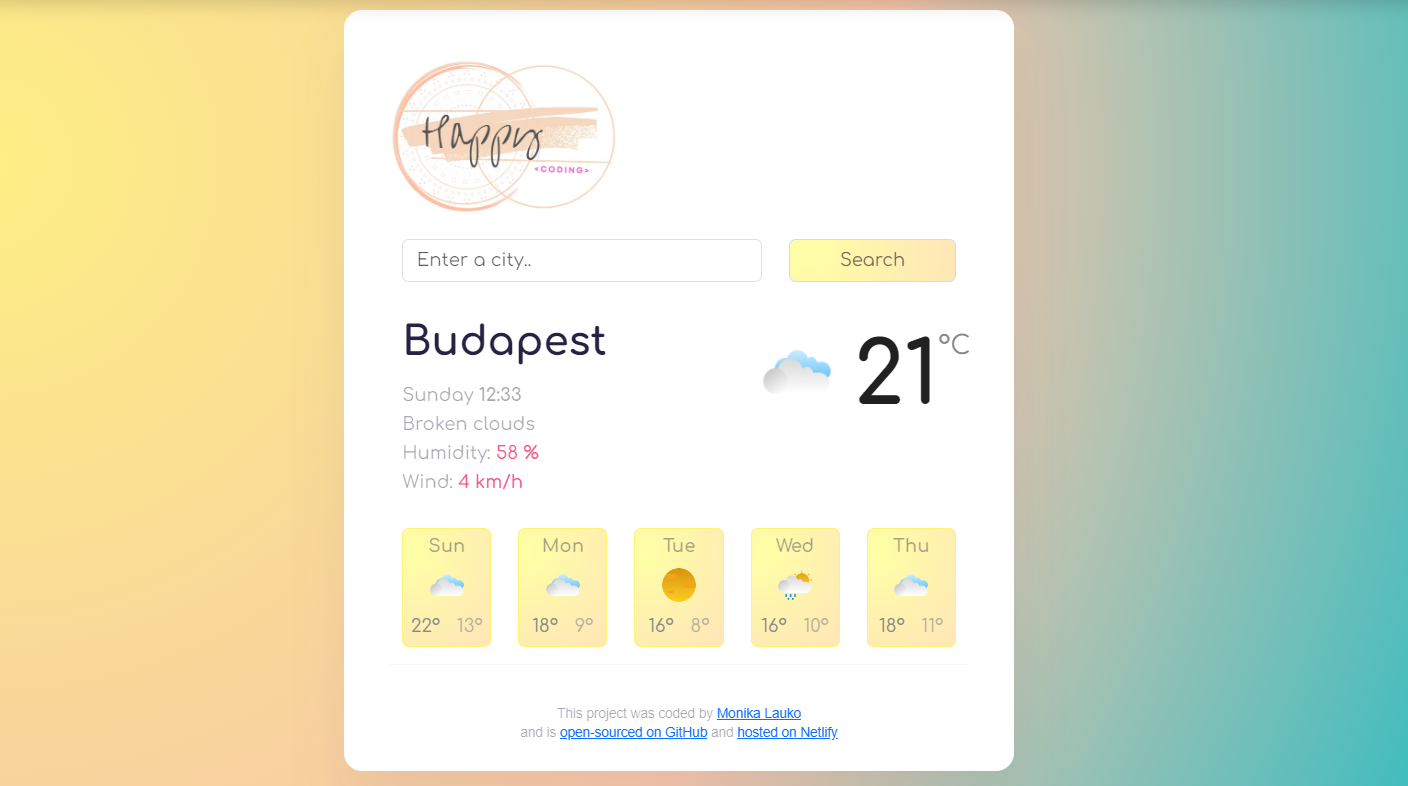 Happy
<CODING>
Enter a city..
Search
Budapest
21 °C
Sunday 12:33
Broken clouds
Humidity: 58 %
Wind: 4 km/h
Sun Mon Tue Wed Thu
22° 13° 18° 9° 16° 8° 16° 10° 18° 11°
This project was coded by Monika Lauko
and is open-sourced on GitHub and hosted on Netlify